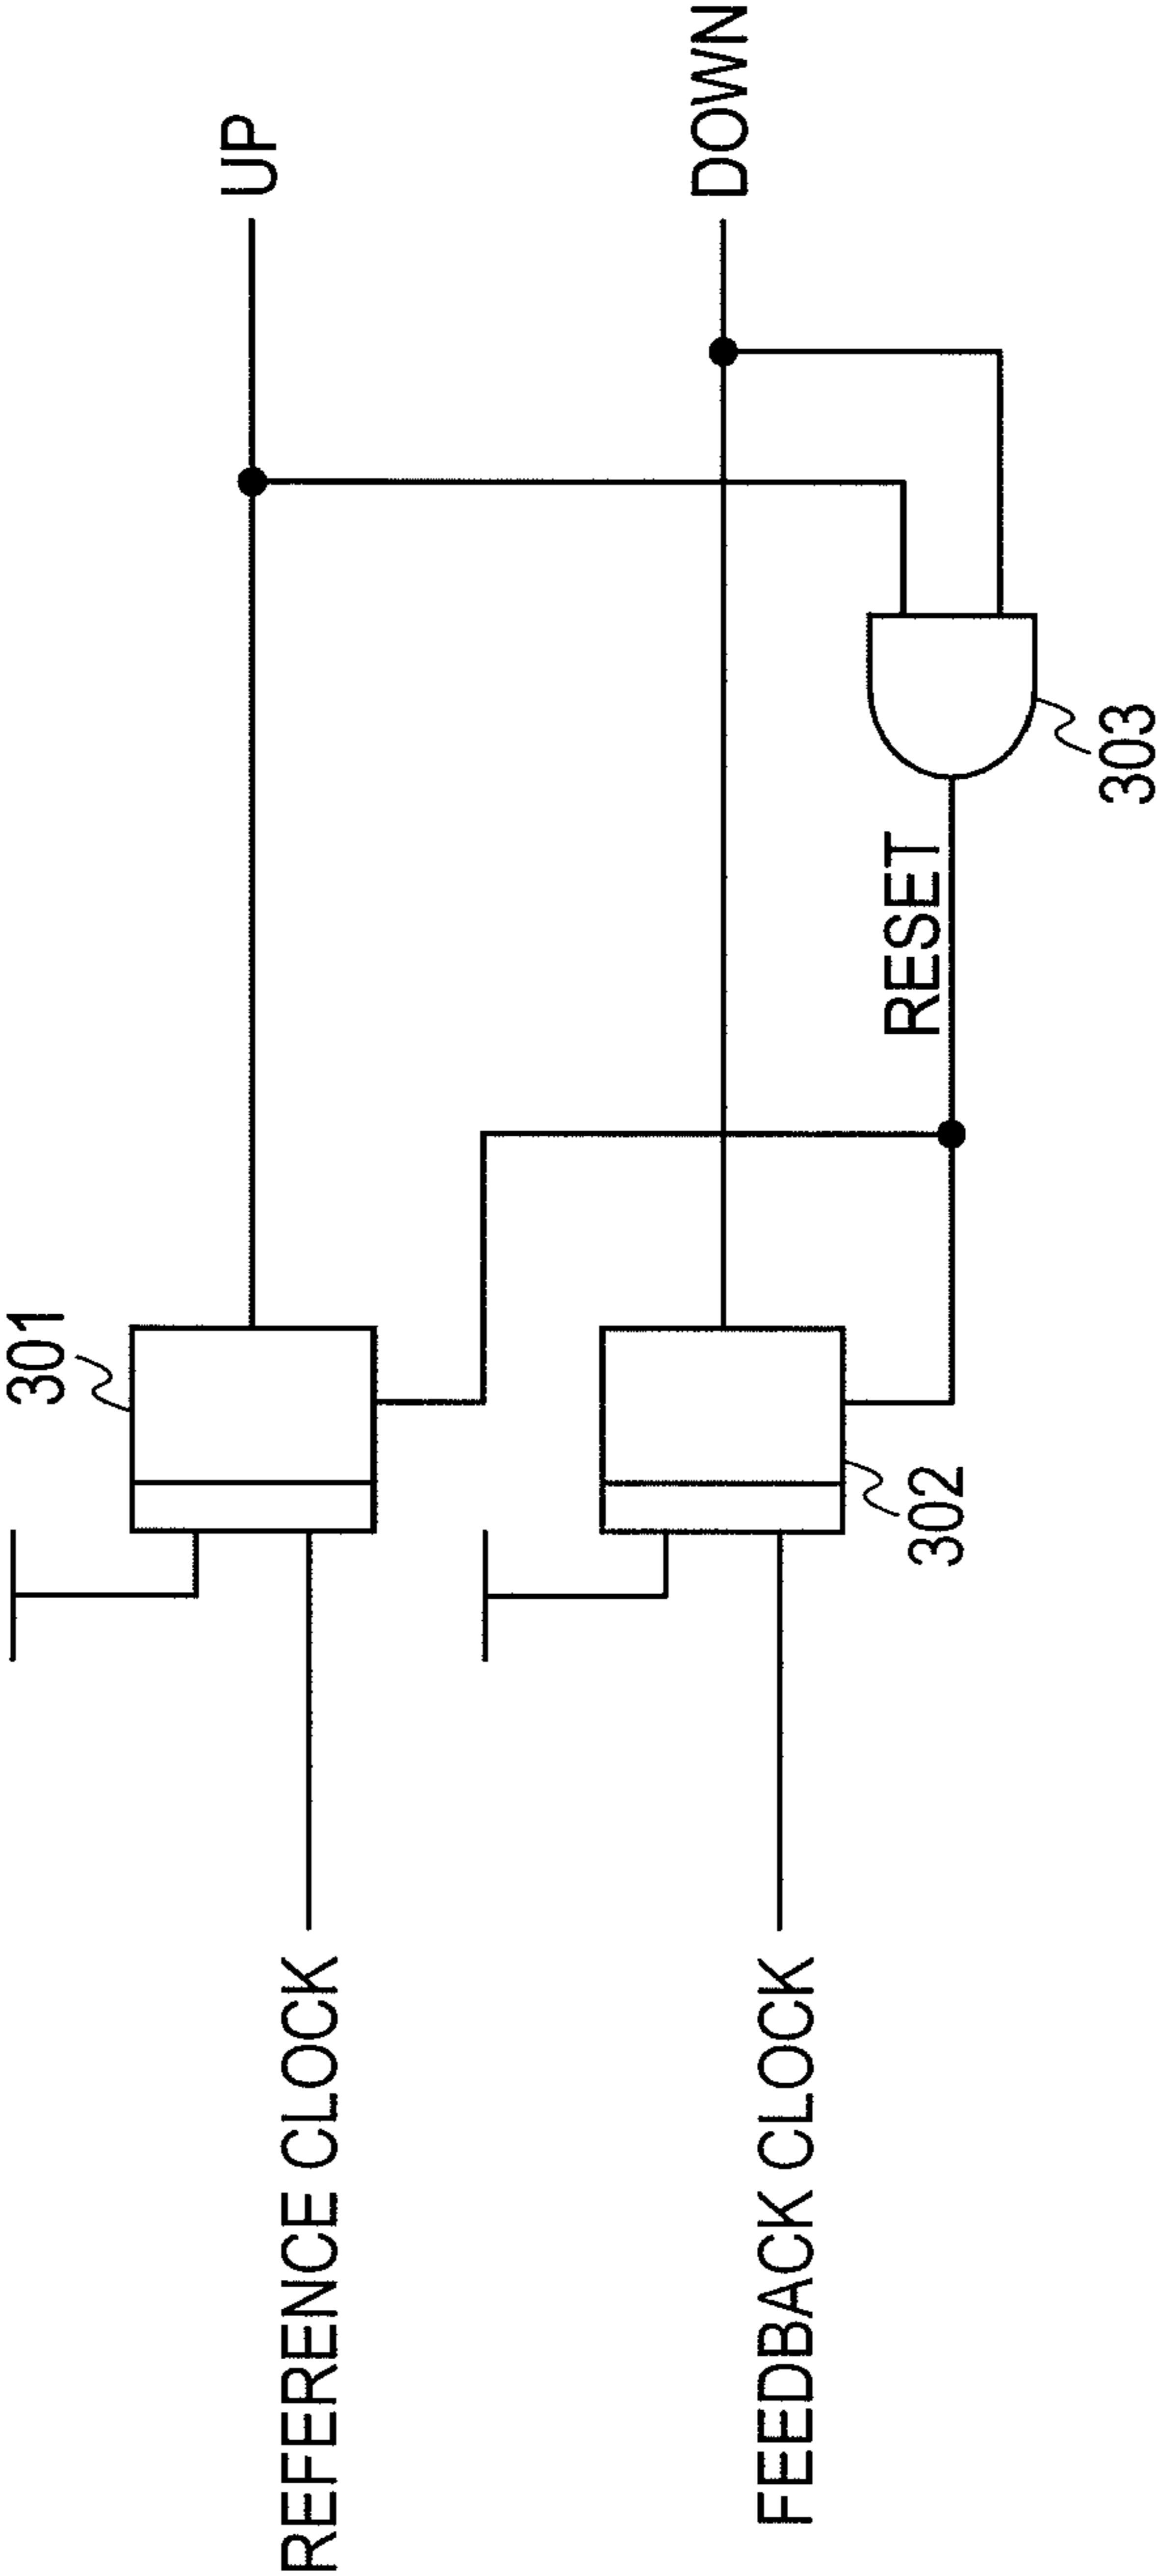 301
UP
REFERENCE CLOCK
302
DOWN
FEEDBACK CLOCK
RESET
303